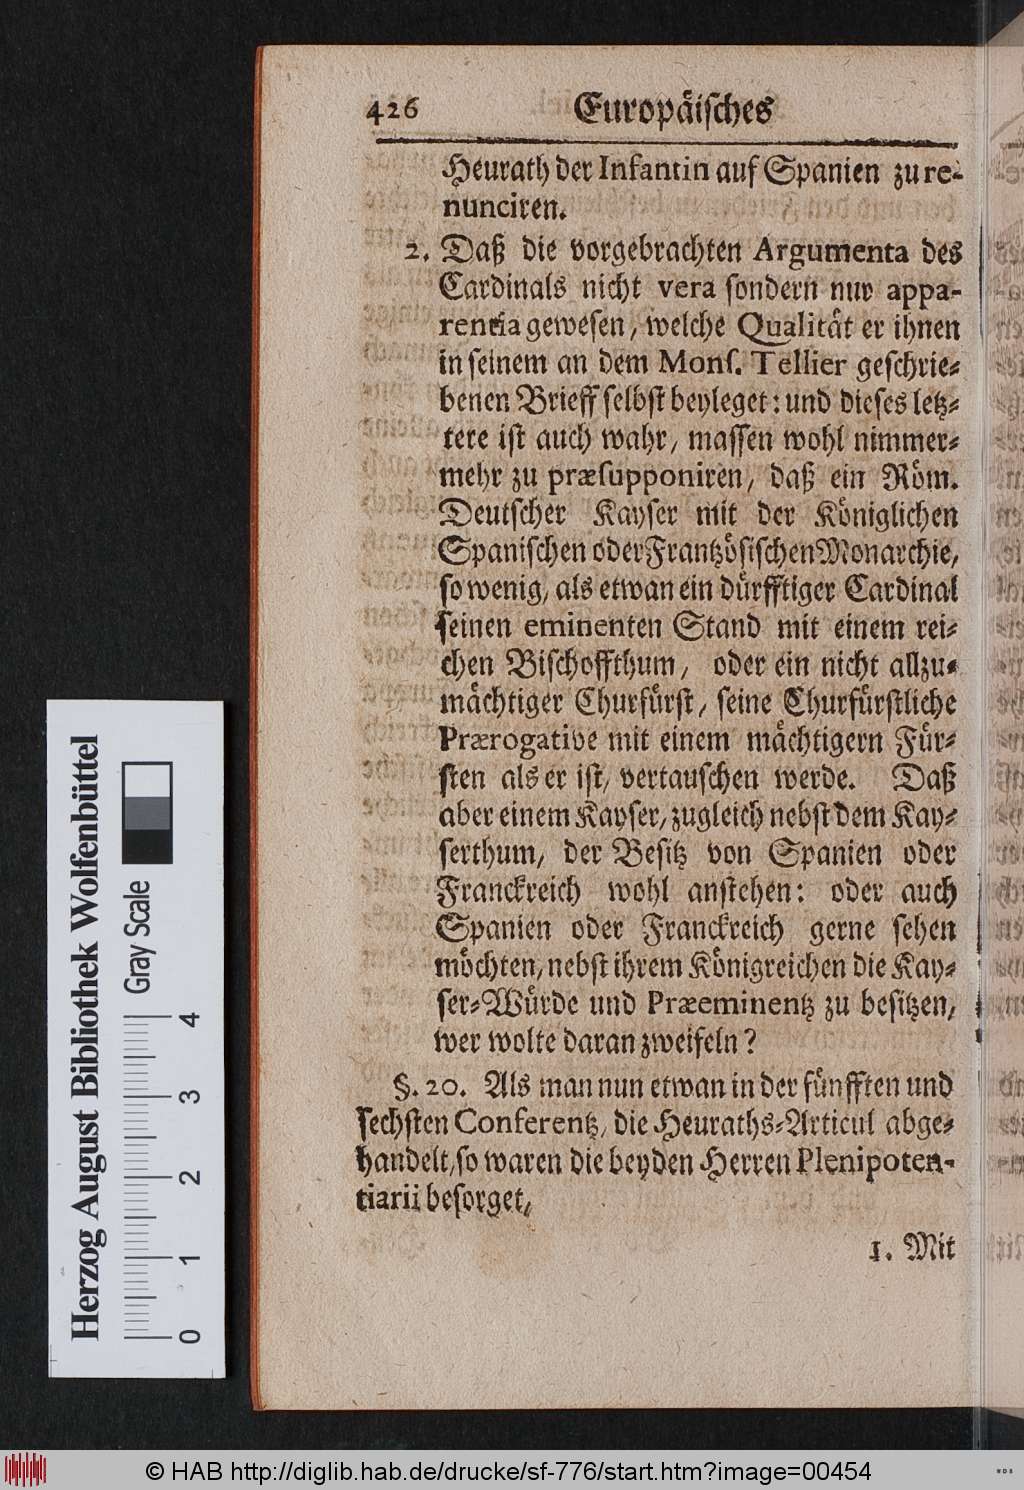 426 Europäisches
Heurath der Infantin auf Spanien zu re-
nunciren.
2. Daß die vorgebrachten Argumenta des
Cardinals nicht vera sondern nur appa-
rentia gewesen, welche Qualität er ihnen
in seinem an dem Mons. Tellier geschrie-
benen Brieff selbst beyleget: und dieses letz-
tere ist auch wahr, massen wohl nimmer-
mehr zu præsupponiren, daß ein Röm.
Deutscher Kayser mit der Königlichen
Spanischen oder Frantzösischen Monarchie,
so wenig, als etwan ein dürfftiger Cardinal
seinen eminenten Stand mit einem rei-
chen Bischoffthum, oder ein nicht allzu-
mächtiger Churfürst, seine Churfürstliche
Prærogative mit einem mächtigern Für-
sten als er ist, vertauschen werde. Daß
aber einem Kayser, zugleich nebst dem Kay-
serthum, der Besitz von Spanien oder
Franckreich wohl anstehen: oder auch
Spanien oder Franckreich gerne sehen
möchten, nebst ihrem Königreichen die Kay-
ser-Würde und Præeminentz zu besitzen,
wer wolte daran zweifeln?
§. 20. Als man nun etwan in der fünfften und
sechsten Conferentz, die Heuraths-Articul abge-
handelt, so waren die beyden Herren Plenipoten-
tiarii besorget,
1. Mit
Herzog August Bibliothek Wolfenbüttel
Gray Scale
0 1 2 3 4
© HAB http://diglib.hab.de/drucke/sf-776/start.htm?image=00454